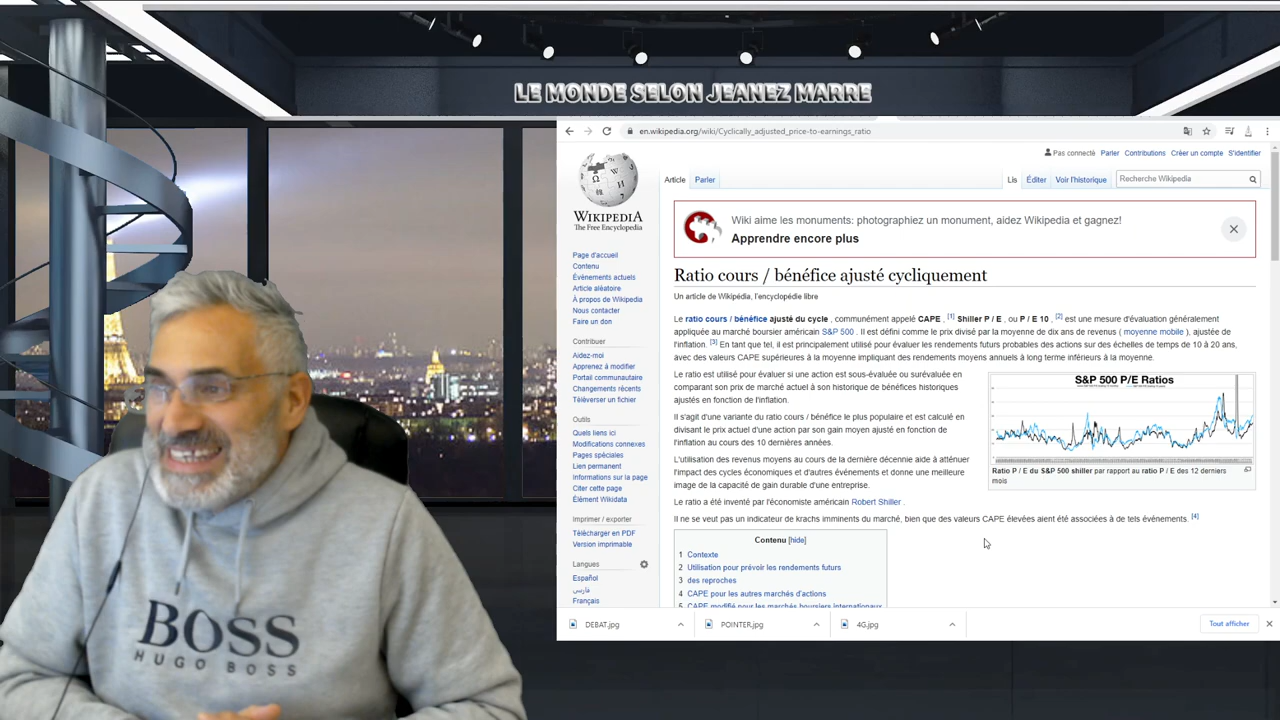 LE MONDE SELON JEANEZ MARRE
en.wikipedia.org/wiki/Cyclically_adjusted_price-to-earnings_ratio
Pas connecté Parler Contributions Créer un compte S'identifier
Article Parler Lis Éditer Voir l'historique Recherche Wikipedia
WIKIPEDIA
The Free Encyclopedia
Wiki aime les monuments: photographiez un monument, aidez Wikipedia et gagnez!
Apprendre encore plus
Page d'accueil
Contenu
Événements actuels
Article aléatoire
À propos de Wikipedia
Nous contacter
Faire un don
Contribuer
Aidez-moi
Apprenez à modifier
Portail communautaire
Changements récents
Téléverser un fichier
Outils
Quels liens ici
Modifications connexes
Pages spéciales
Lien permanent
Informations sur la page
Citer cette page
Élément Wikidata
Imprimer / exporter
Télécharger en PDF
Version imprimable
Langues
Español
فارسی
Français
Ratio cours / bénéfice ajusté cycliquement
Un article de Wikipédia, l'encyclopédie libre
Le ratio cours / bénéfice ajusté du cycle , communément appelé CAPE , [1] Shiller P / E , ou P / E 10 , [2] est une mesure d'évaluation généralement
appliquée au marché boursier américain S&P 500 . Il est défini comme le prix divisé par la moyenne de dix ans de revenus ( moyenne mobile ), ajustée de
l'inflation. [3] En tant que tel, il est principalement utilisé pour évaluer les rendements futurs probables des actions sur des échelles de temps de 10 à 20 ans,
avec des valeurs CAPE supérieures à la moyenne impliquant des rendements moyens annuels à long terme inférieurs à la moyenne.
Le ratio est utilisé pour évaluer si une action est sous-évaluée ou surévaluée en
comparant son prix de marché actuel à son historique de bénéfices historiques
ajustés en fonction de l'inflation.
Il s'agit d'une variante du ratio cours / bénéfice le plus populaire et est calculé en
divisant le prix actuel d'une action par son gain moyen ajusté en fonction de
l'inflation au cours des 10 dernières années.
L'utilisation des revenus moyens au cours de la dernière décennie aide à atténuer
l'impact des cycles économiques et d'autres événements et donne une meilleure
image de la capacité de gain durable d'une entreprise.
Le ratio a été inventé par l'économiste américain Robert Shiller .
Il ne se veut pas un indicateur de krachs imminents du marché, bien que des valeurs CAPE élevées aient été associées à de tels événements. [4]
S&P 500 P/E Ratios
Ratio P / E du S&P 500 shiller par rapport au ratio P / E des 12 derniers
mois
Contenu [hide]
1 Contexte
2 Utilisation pour prévoir les rendements futurs
3 des reproches
4 CAPE pour les autres marchés d'actions
5 CAPE modifié pour les marchés boursiers internationaux
DEBAT.jpg POINTER.jpg 4G.jpg Tout afficher
BOSS
HUGO BOSS